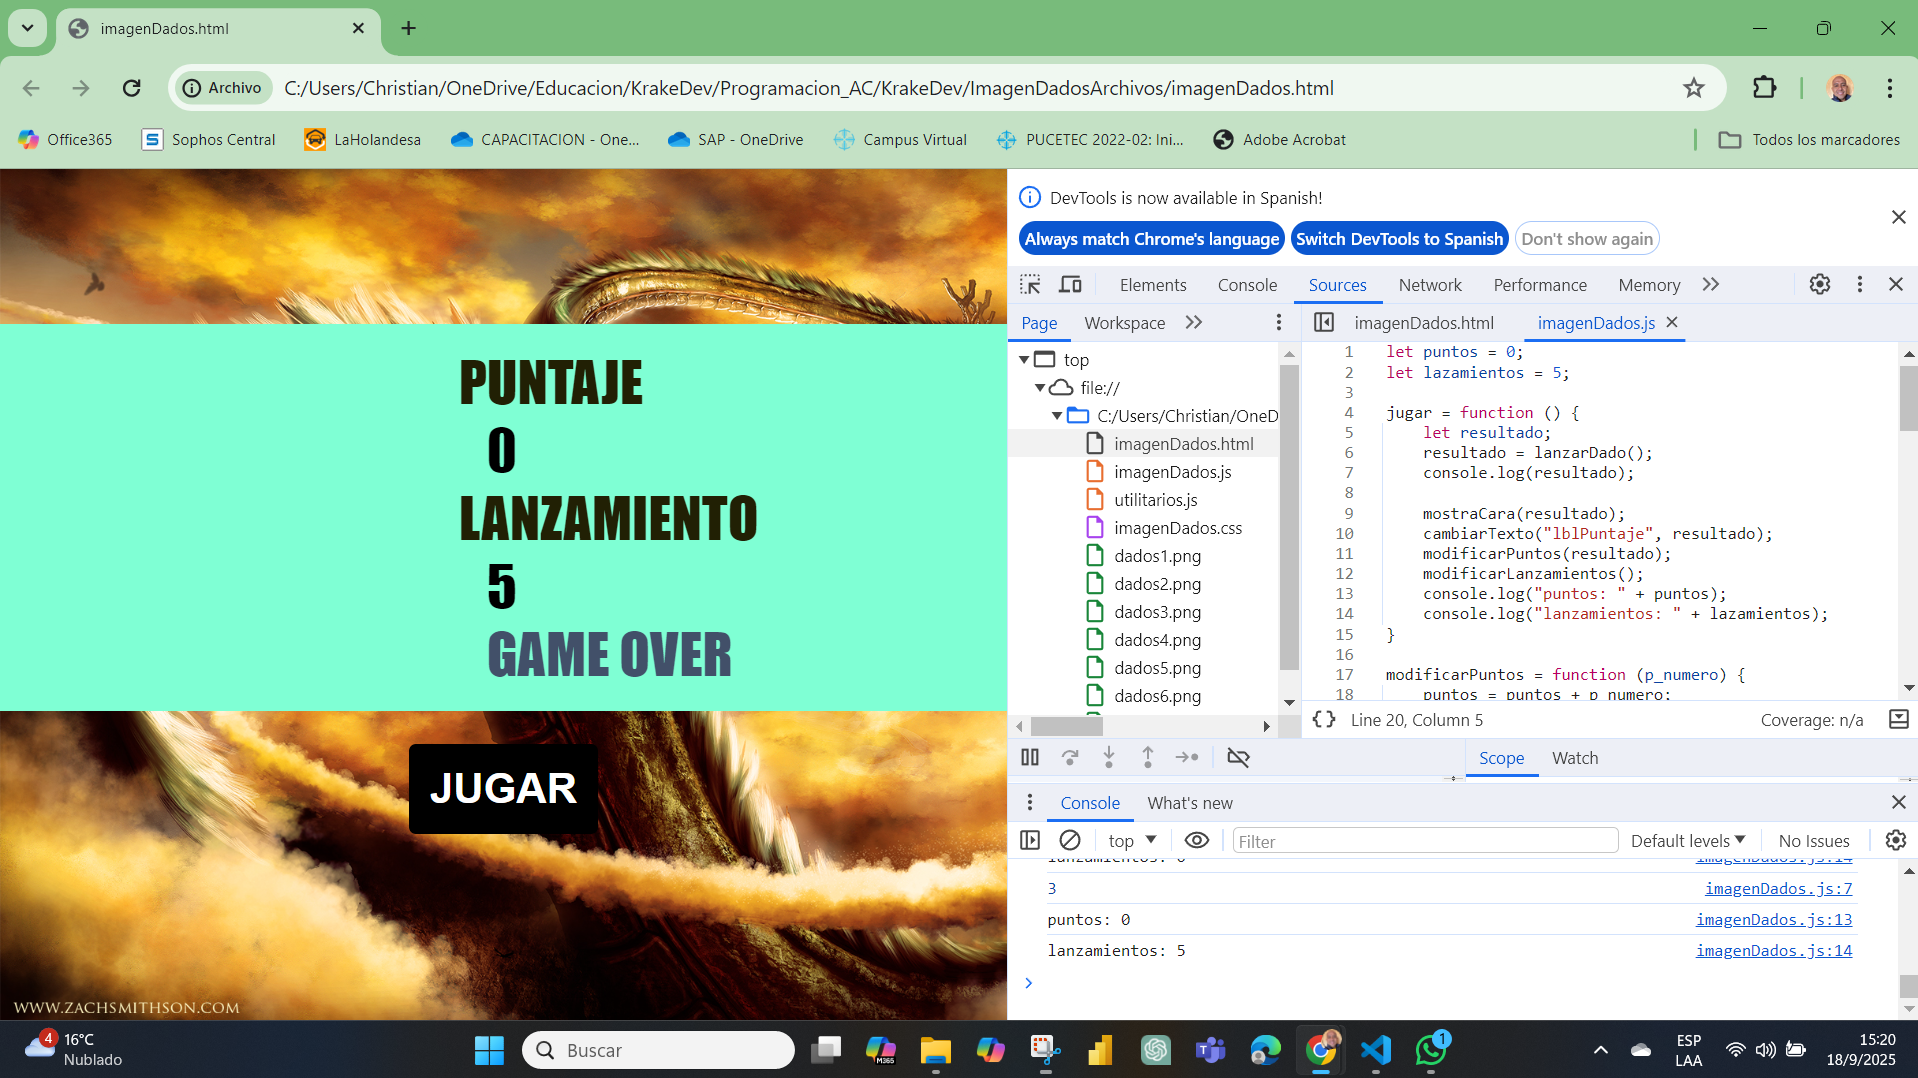 imagenDados.html
Archivo
C:/Users/Christian/OneDrive/Educacion/KrakeDev/Programacion_AC/KrakeDev/ImagenDadosArchivos/imagenDados.html
Office365 Sophos Central LaHolandesa CAPACITACION - One... SAP - OneDrive Campus Virtual PUCETEC 2022-02: Ini... Adobe Acrobat Todos los marcadores
PUNTAJE
0
LANZAMIENTO
5
GAME OVER
JUGAR
WWW.ZACHSMITHSON.COM
DevTools is now available in Spanish!
Always match Chrome's language Switch DevTools to Spanish Don't show again
Elements Console Sources Network Performance Memory
Page Workspace
top
file://
C:/Users/Christian/OneD
imagenDados.html
imagenDados.js
utilitarios.js
imagenDados.css
dados1.png
dados2.png
dados3.png
dados4.png
dados5.png
dados6.png
imagenDados.html imagenDados.js
1 let puntos = 0;
2 let lazamientos = 5;
3
4 jugar = function () {
5 let resultado;
6 resultado = lanzarDado();
7 console.log(resultado);
8
9 mostraCara(resultado);
10 cambiarTexto("lblPuntaje", resultado);
11 modificarPuntos(resultado);
12 modificarLanzamientos();
13 console.log("puntos: " + puntos);
14 console.log("lanzamientos: " + lazamientos);
15 }
16
17 modificarPuntos = function (p_numero) {
18 puntos = puntos + p_numero;
{} Line 20, Column 5 Coverage: n/a
Scope Watch
Console What's new
top Filter Default levels No Issues
lanzamientos: 0 imagenDados.js:14
3 imagenDados.js:7
puntos: 0 imagenDados.js:13
lanzamientos: 5 imagenDados.js:14
4
16°C
Nublado
Buscar
M365
1
ESP
LAA
15:20
18/9/2025